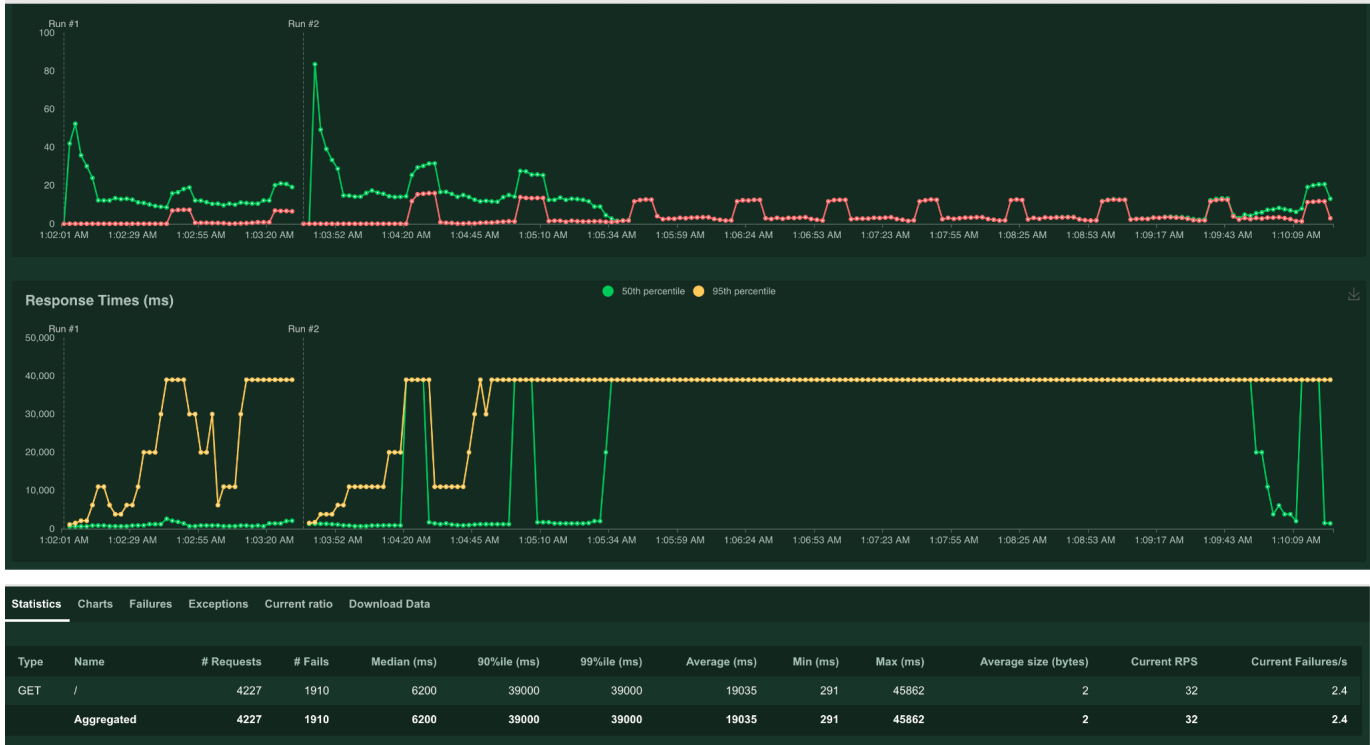 Run #1 Run #2
100
80
60
40
20
0
1:02:01 AM 1:02:29 AM 1:02:55 AM 1:03:20 AM 1:03:52 AM 1:04:20 AM 1:04:45 AM 1:05:10 AM 1:05:34 AM 1:05:59 AM 1:06:24 AM 1:06:53 AM 1:07:23 AM 1:07:55 AM 1:08:25 AM 1:08:53 AM 1:09:17 AM 1:09:43 AM 1:10:09 AM
Response Times (ms) 50th percentile 95th percentile
Run #1 Run #2
50,000
40,000
30,000
20,000
10,000
0
1:02:01 AM 1:02:29 AM 1:02:55 AM 1:03:20 AM 1:03:52 AM 1:04:20 AM 1:04:45 AM 1:05:10 AM 1:05:34 AM 1:05:59 AM 1:06:24 AM 1:06:53 AM 1:07:23 AM 1:07:55 AM 1:08:25 AM 1:08:53 AM 1:09:17 AM 1:09:43 AM 1:10:09 AM
Statistics Charts Failures Exceptions Current ratio Download Data
Type Name # Requests # Fails Median (ms) 90%ile (ms) 99%ile (ms) Average (ms) Min (ms) Max (ms) Average size (bytes) Current RPS Current Failures/s
GET / 4227 1910 6200 39000 39000 19035 291 45862 2 32 2.4
Aggregated 4227 1910 6200 39000 39000 19035 291 45862 2 32 2.4